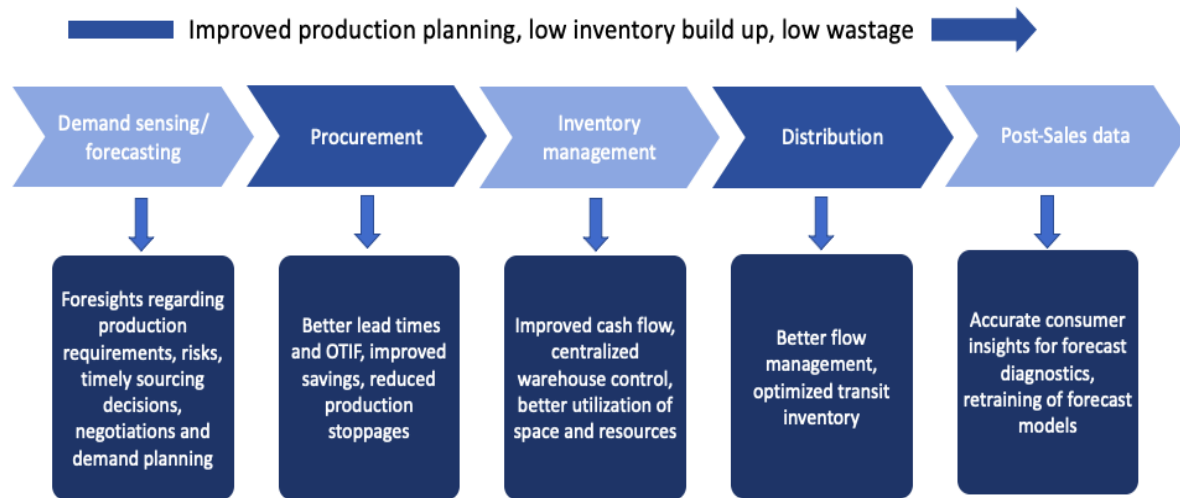 Improved production planning, low inventory build up, low wastage
Demand sensing/
forecasting
Procurement
Inventory
management
Distribution
Post-Sales data
Foresights regarding
production
requirements, risks,
timely sourcing
decisions,
negotiations and
demand planning
Better lead times
and OTIF, improved
savings, reduced
production
stoppages
Improved cash flow,
centralized
warehouse control,
better utilization of
space and resources
Better flow
management,
optimized transit
inventory
Accurate consumer
insights for forecast
diagnostics,
retraining of forecast
models